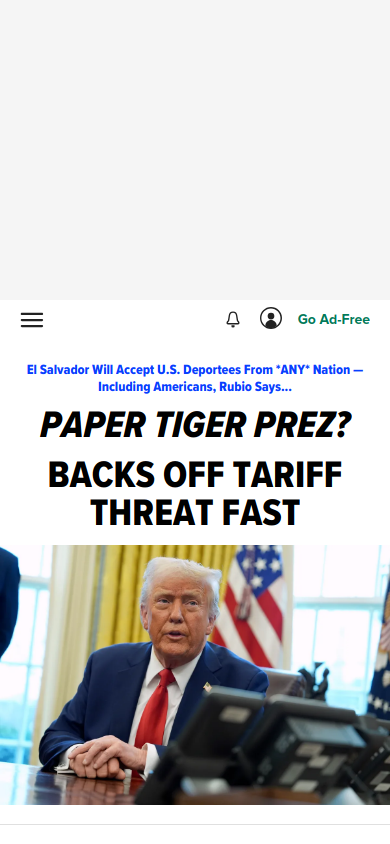 Go Ad-Free
El Salvador Will Accept U.S. Deportees From *ANY* Nation —
Including Americans, Rubio Says...
PAPER TIGER PREZ?
BACKS OFF TARIFF
THREAT FAST